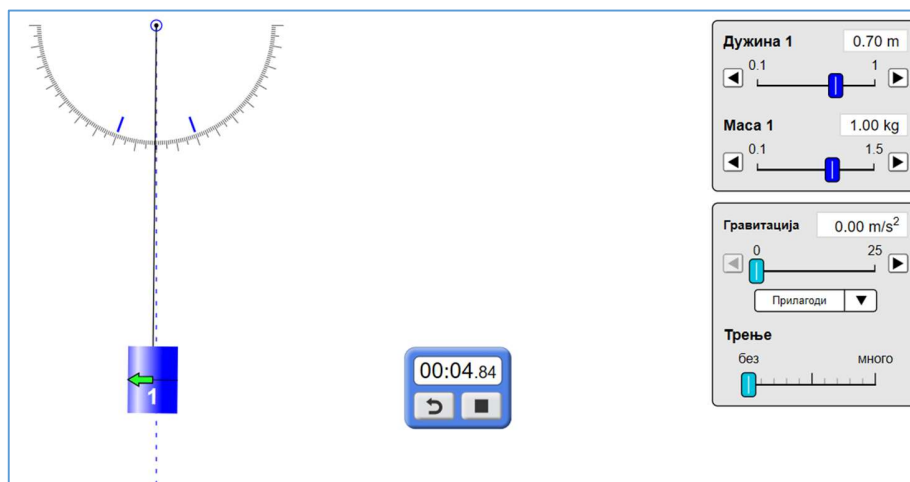 Дужина 1 0.70 m
0.1 1
Маса 1 1.00 kg
0.1 1.5
Гравитација 0.00 m/s²
0 25
Прилагоди
Трење
без много
1
00:04.84